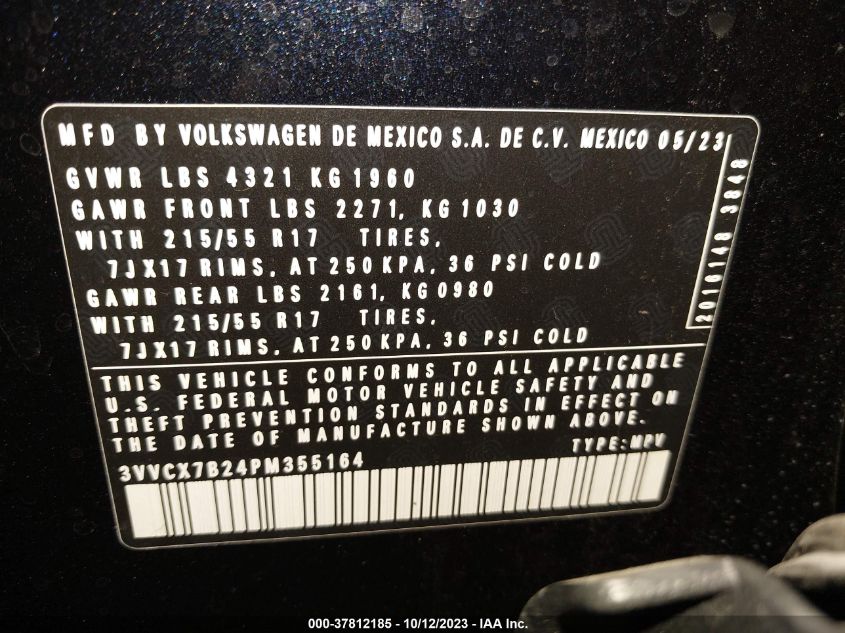 MFD BY VOLKSWAGEN DE MEXICO S.A. DE C.V. MEXICO 05/23
GVWR LBS 4321 KG 1960
GAWR FRONT LBS 2271, KG 1030
WITH 215/55 R17 TIRES,
7JX17 RIMS, AT 250 KPA, 36 PSI COLD
GAWR REAR LBS 2161, KG 0980
WITH 215/55 R17 TIRES,
7JX17 RIMS, AT 250 KPA, 36 PSI COLD
2016148 3848
THIS VEHICLE CONFORMS TO ALL APPLICABLE
U.S. FEDERAL MOTOR VEHICLE SAFETY AND
THEFT PREVENTION STANDARDS IN EFFECT ON
THE DATE OF MANUFACTURE SHOWN ABOVE.
3VVCX7B24PM355164 TYPE:MPV
000-37812185 - 10/12/2023 - IAA Inc.